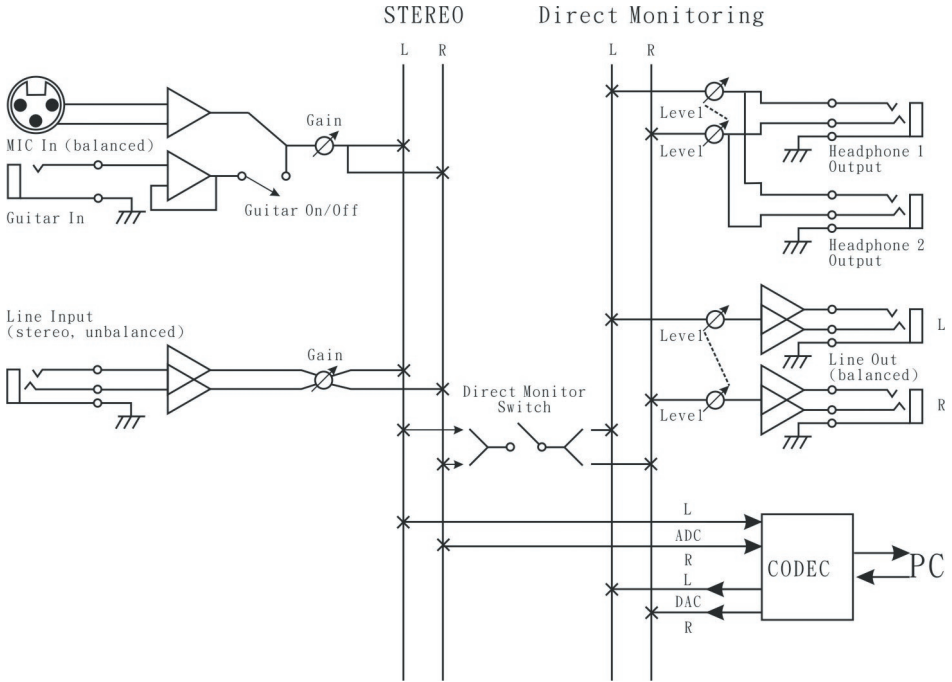 STEREO
Direct Monitoring
L
R
L
R
MIC In (balanced)
Gain
Guitar In
Guitar On/Off
Level
Level
Headphone 1
Output
Headphone 2
Output
Line Input
(stereo, unbalanced)
Gain
Direct Monitor
Switch
Level
Level
L
Line Out
(balanced)
R
L
ADC
R
L
DAC
R
CODEC
PC